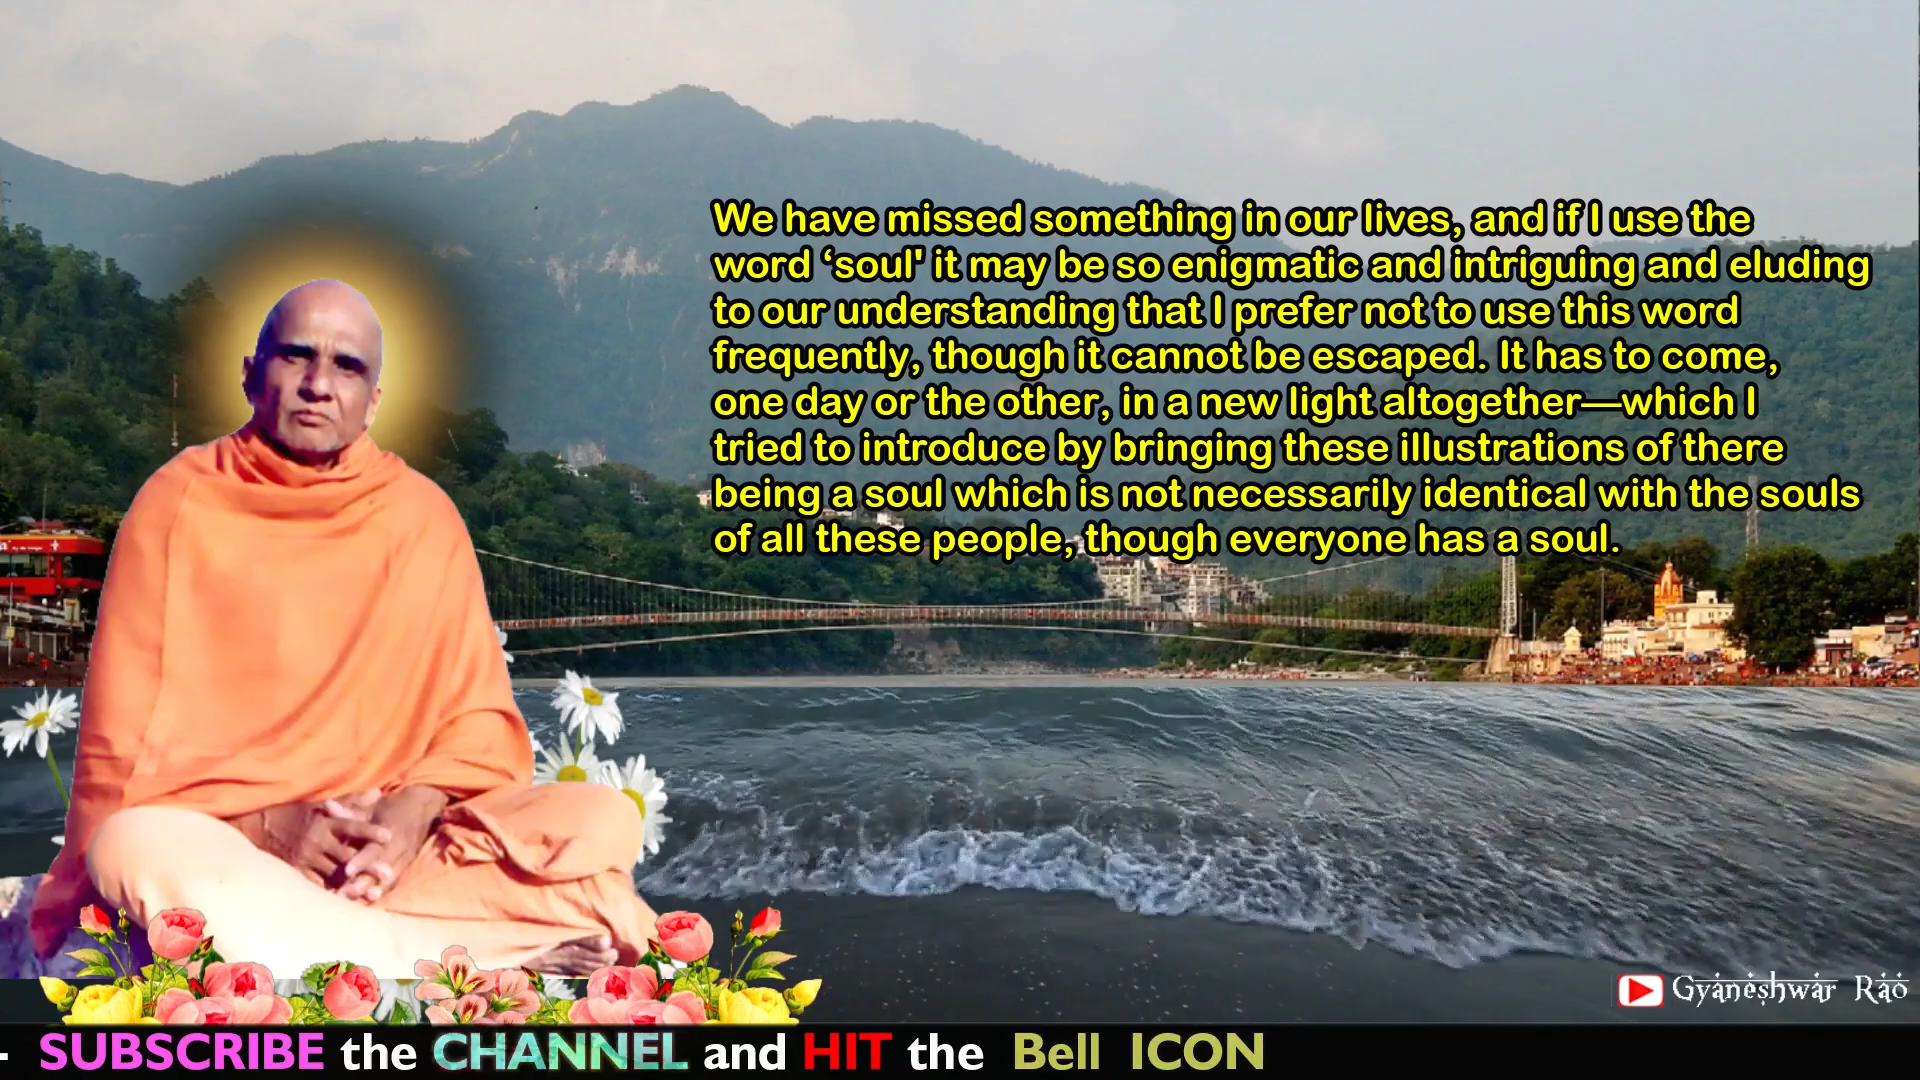 We have missed something in our lives, and if I use the
word ‘soul' it may be so enigmatic and intriguing and eluding
to our understanding that I prefer not to use this word
frequently, though it cannot be escaped. It has to come,
one day or the other, in a new light altogether—which I
tried to introduce by bringing these illustrations of there
being a soul which is not necessarily identical with the souls
of all these people, though everyone has a soul.
Gyaneshwar Rao
- SUBSCRIBE the CHANNEL and HIT the Bell ICON